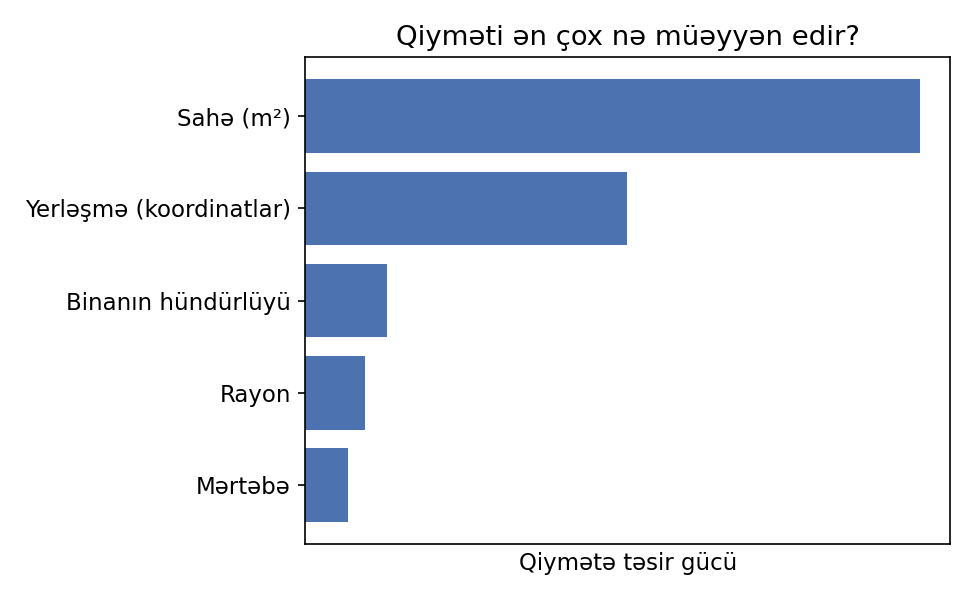 Qiyməti ən çox nə müəyyən edir?
Sahə (m²)
Yerləşmə (koordinatlar)
Binanın hündürlüyü
Rayon
Mərtəbə
Qiymətə təsir gücü